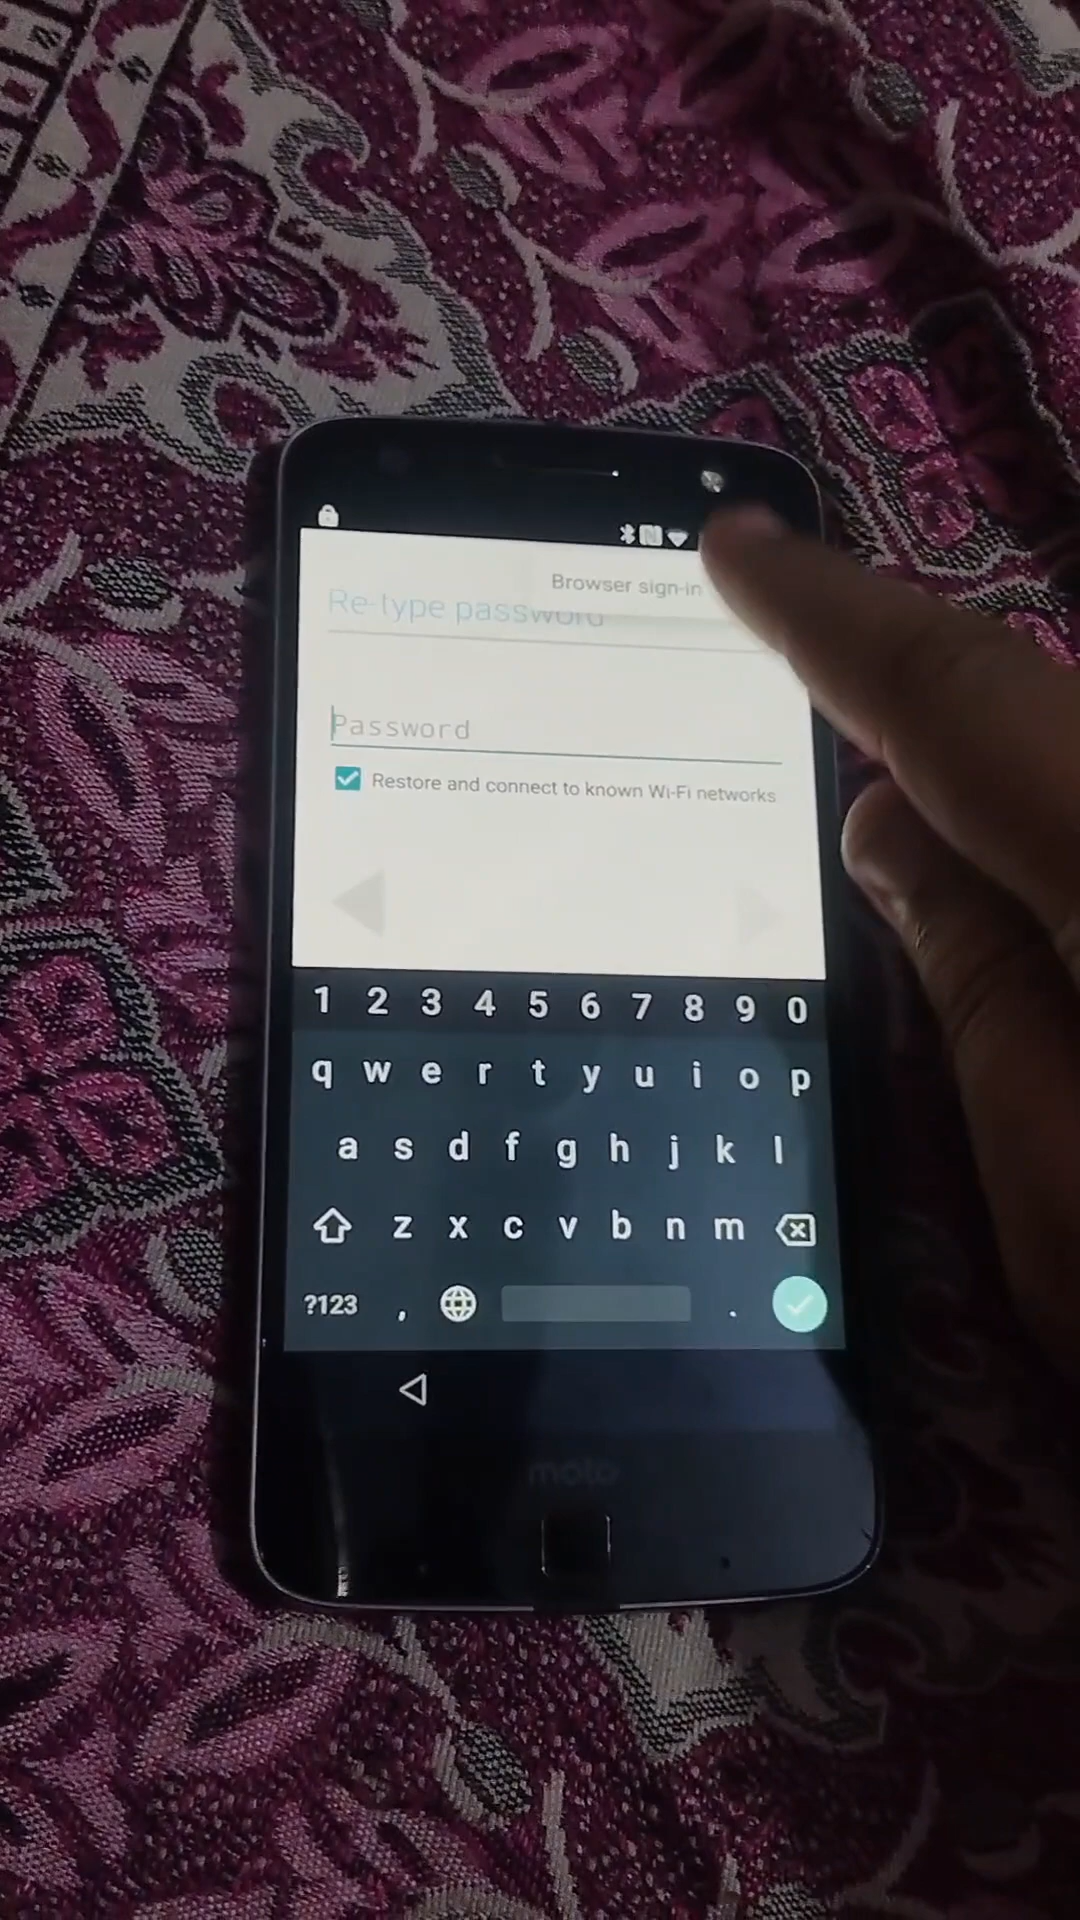 Browser sign-in
Re-type password
Password
Restore and connect to known Wi-Fi networks
1 2 3 4 5 6 7 8 9 0
q w e r t y u i o p
a s d f g h j k l
z x c v b n m
?123 , .
moto